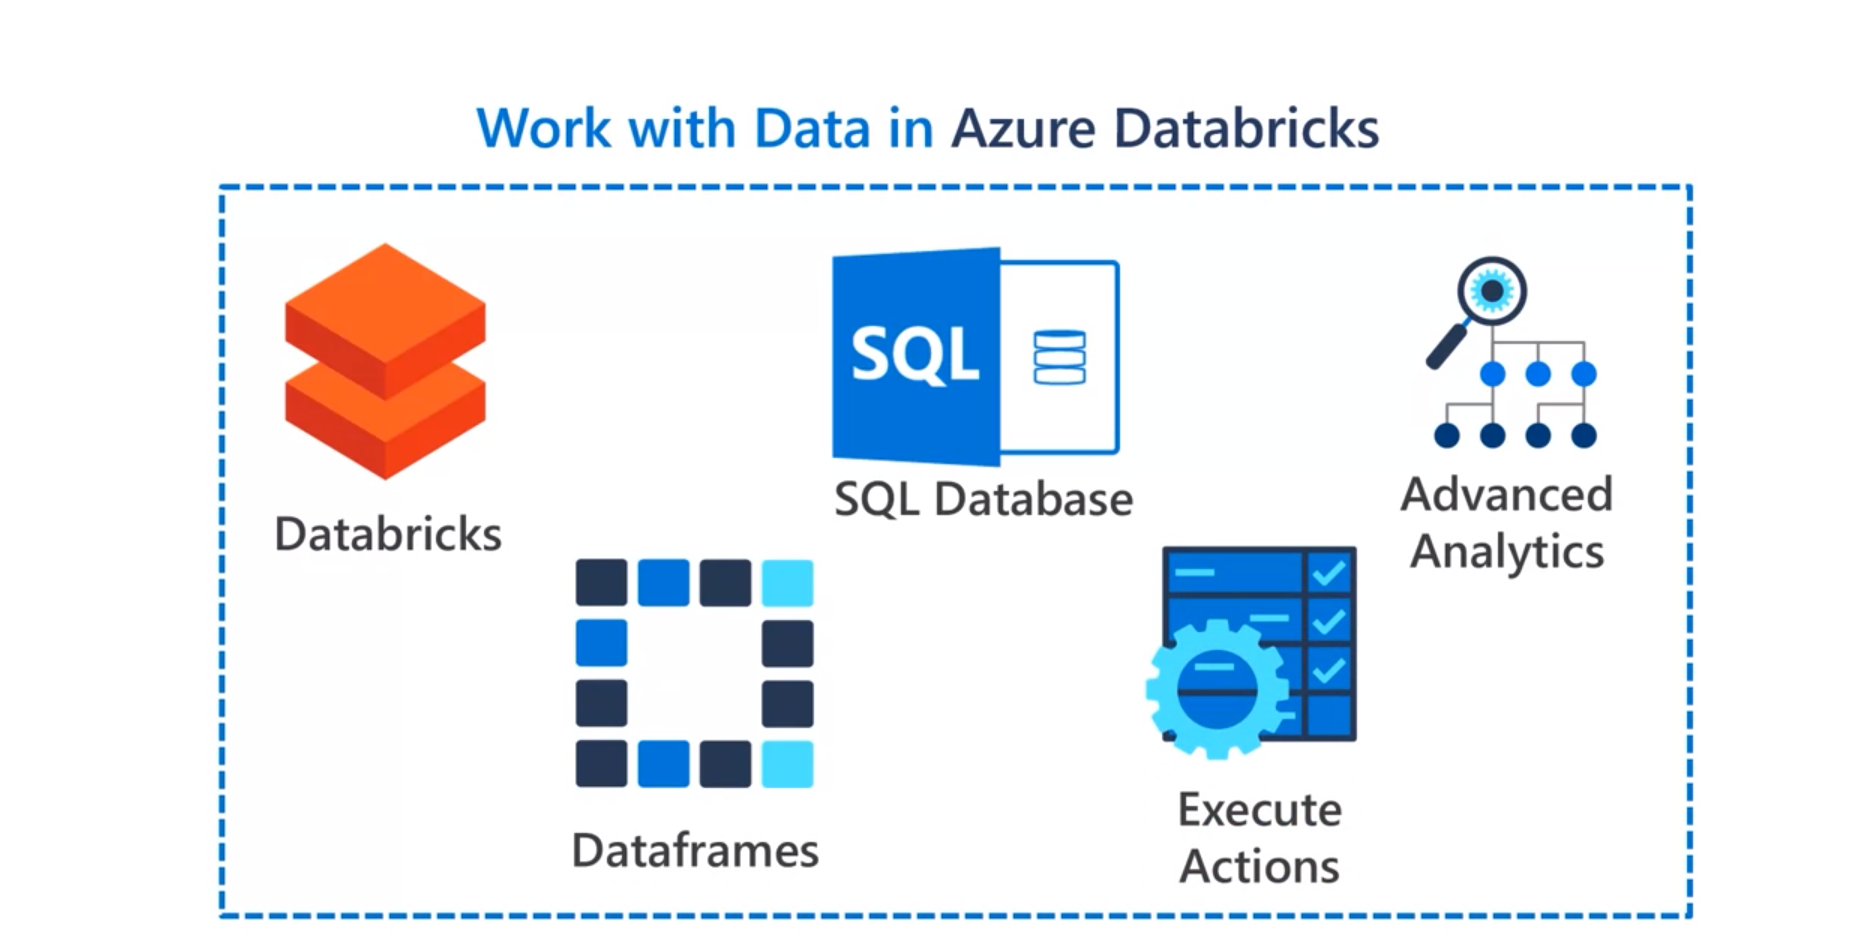 Work with Data in Azure Databricks
SQL
SQL Database
Advanced
Analytics
Databricks
Dataframes
Execute
Actions